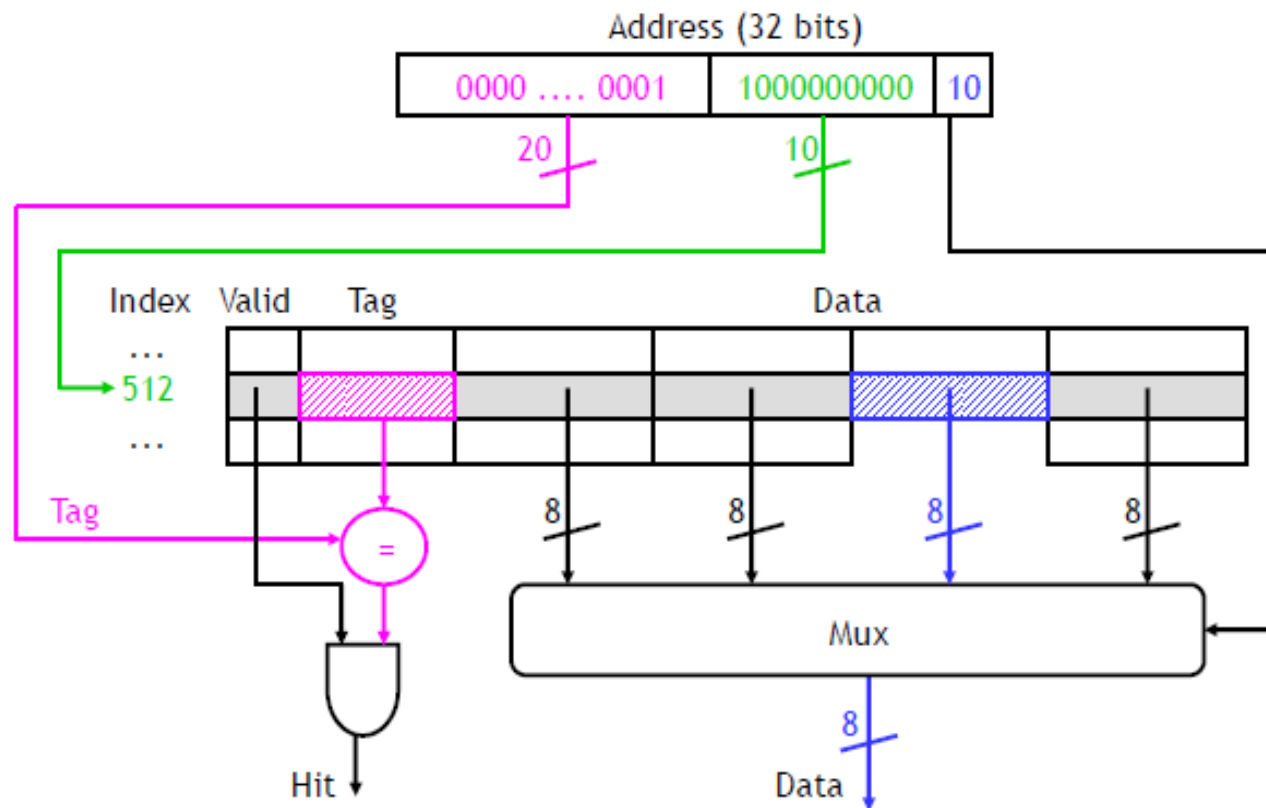 Address (32 bits)
0000 .... 0001 1000000000 10
20 10
Index Valid Tag Data
...
512
...
Tag = 8 8 8 8
Mux
8
Hit Data